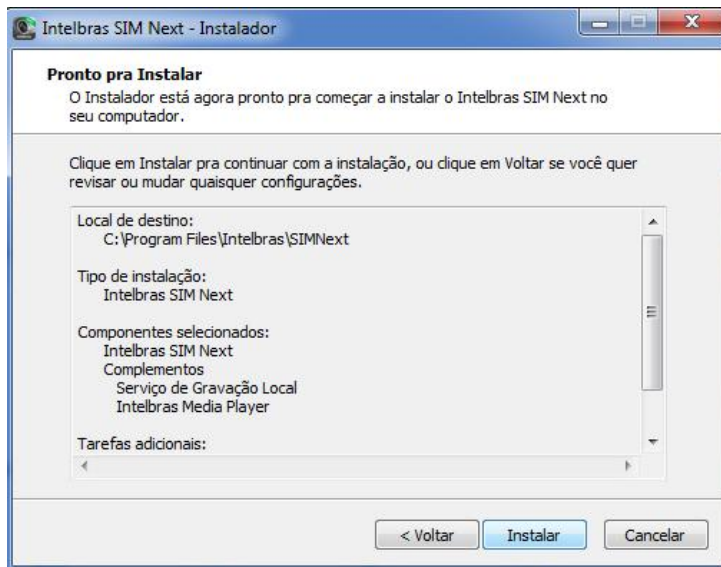 Intelbras SIM Next - Instalador
Pronto pra Instalar
O Instalador está agora pronto pra começar a instalar o Intelbras SIM Next no
seu computador.
Clique em Instalar pra continuar com a instalação, ou clique em Voltar se você quer
revisar ou mudar quaisquer configurações.
Local de destino:
C:\Program Files\Intelbras\SIMNext
Tipo de instalação:
Intelbras SIM Next
Componentes selecionados:
Intelbras SIM Next
Complementos
Serviço de Gravação Local
Intelbras Media Player
Tarefas adicionais:
< Voltar
Instalar
Cancelar